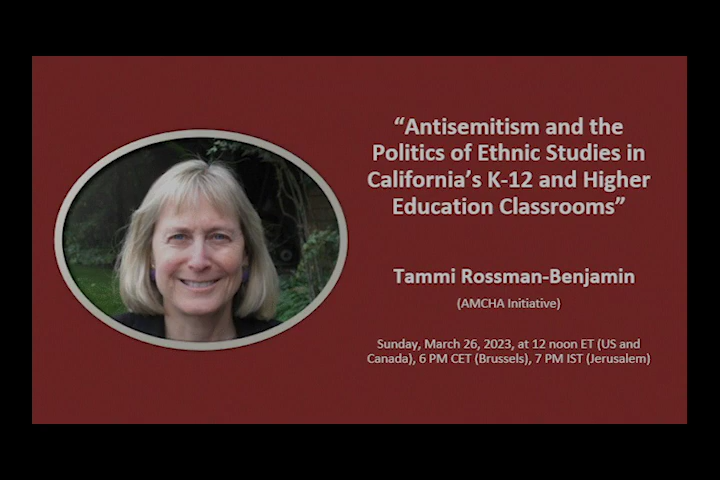 “Antisemitism and the
Politics of Ethnic Studies in
California’s K-12 and Higher
Education Classrooms”
Tammi Rossman-Benjamin
(AMCHA Initiative)
Sunday, March 26, 2023, at 12 noon ET (US and
Canada), 6 PM CET (Brussels), 7 PM IST (Jerusalem)